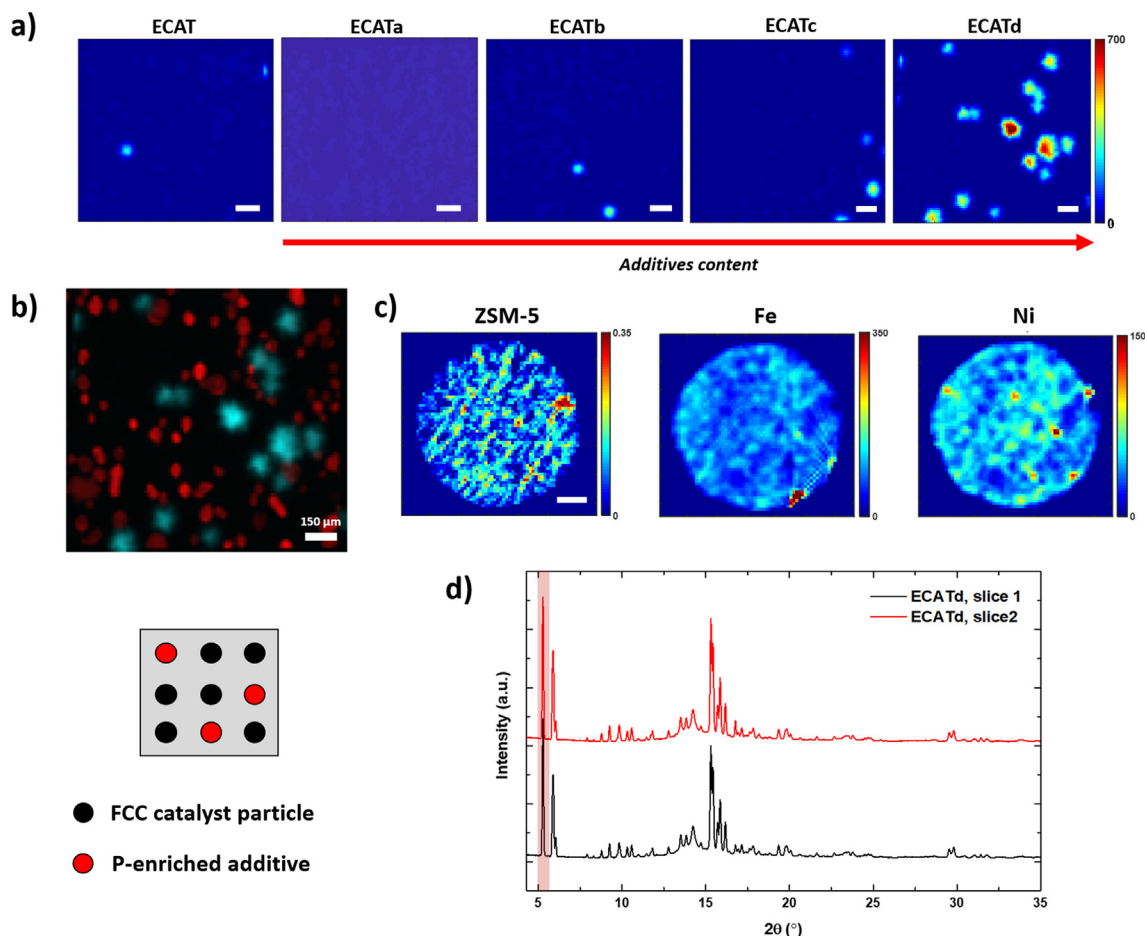 a)
ECAT
ECATa
ECATb
ECATc
ECATd
700
0
Additives content
b)
150 µm
c)
ZSM-5
Fe
Ni
0.35
0
350
0
150
0
FCC catalyst particle
P-enriched additive
d)
ECATd, slice 1
ECATd, slice2
Intensity (a.u.)
5
10
15
20
25
30
35
2θ (°)